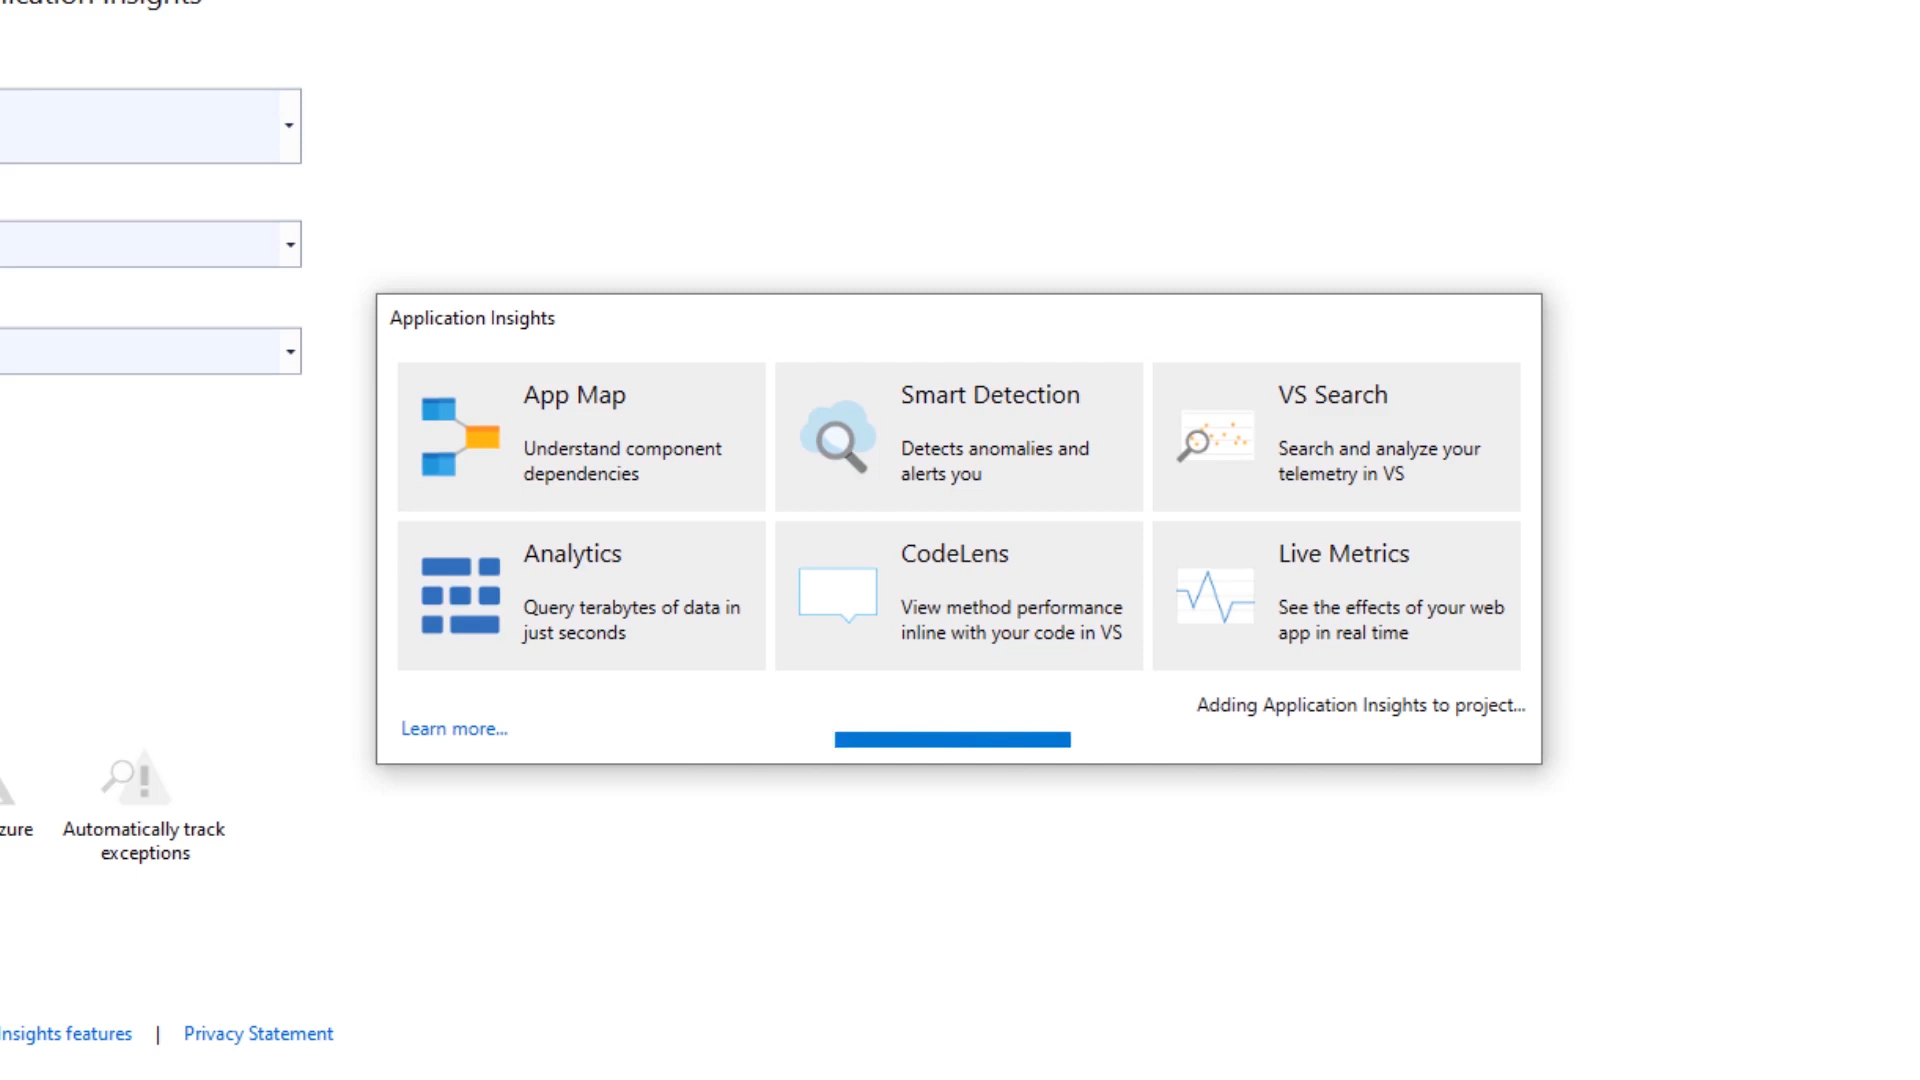 Application Insights
App Map
Understand component
dependencies
Smart Detection
Detects anomalies and
alerts you
VS Search
Search and analyze your
telemetry in VS
Analytics
Query terabytes of data in
just seconds
CodeLens
View method performance
inline with your code in VS
Live Metrics
See the effects of your web
app in real time
Adding Application Insights to project...
Learn more...
zure
Automatically track
exceptions
Insights features | Privacy Statement